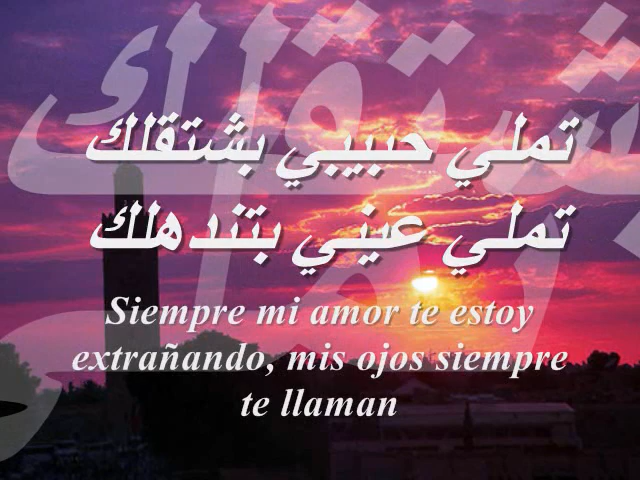 تملي حبيبي بشتقلك
تملي عيني بتندهلك
Siempre mi amor te estoy
extrañando, mis ojos siempre
te llaman